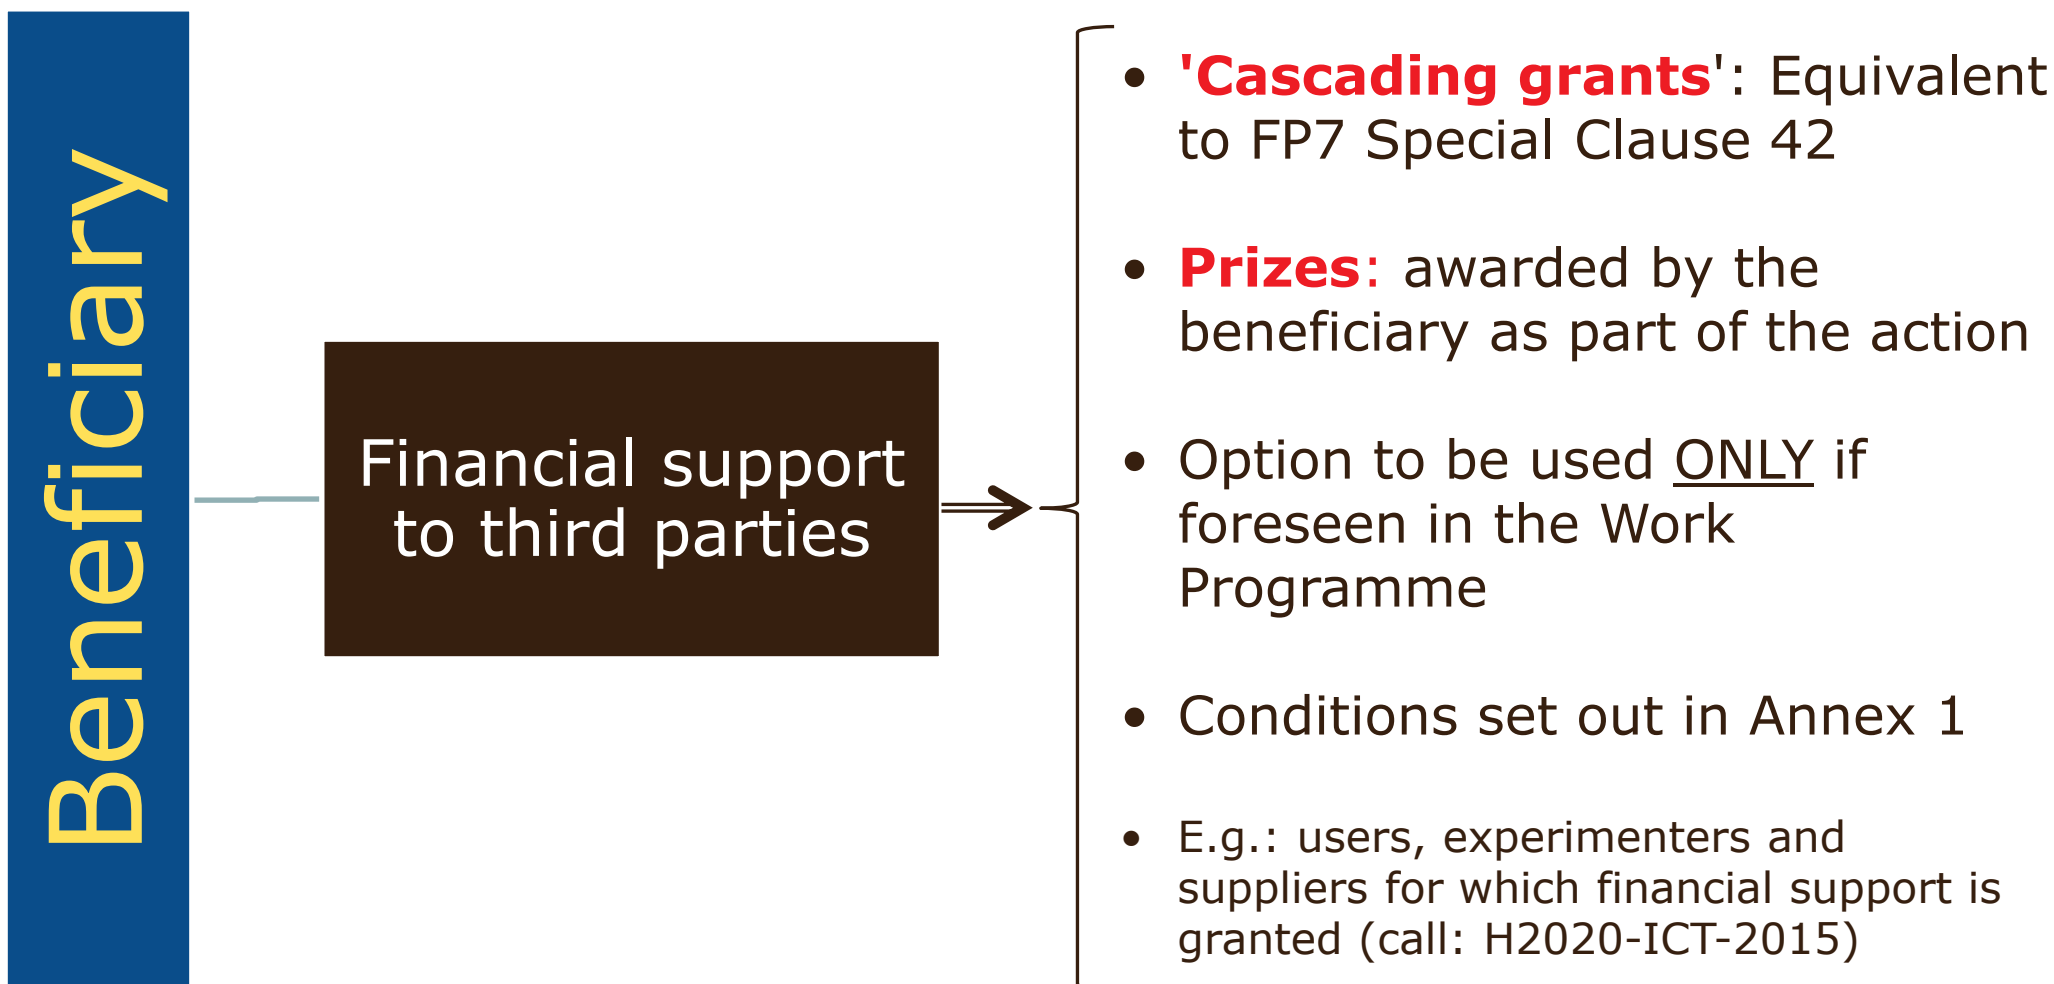 Beneficiary
Financial support
to third parties
• 'Cascading grants': Equivalent
to FP7 Special Clause 42
• Prizes: awarded by the
beneficiary as part of the action
• Option to be used ONLY if
foreseen in the Work
Programme
• Conditions set out in Annex 1
• E.g.: users, experimenters and
suppliers for which financial support is
granted (call: H2020-ICT-2015)